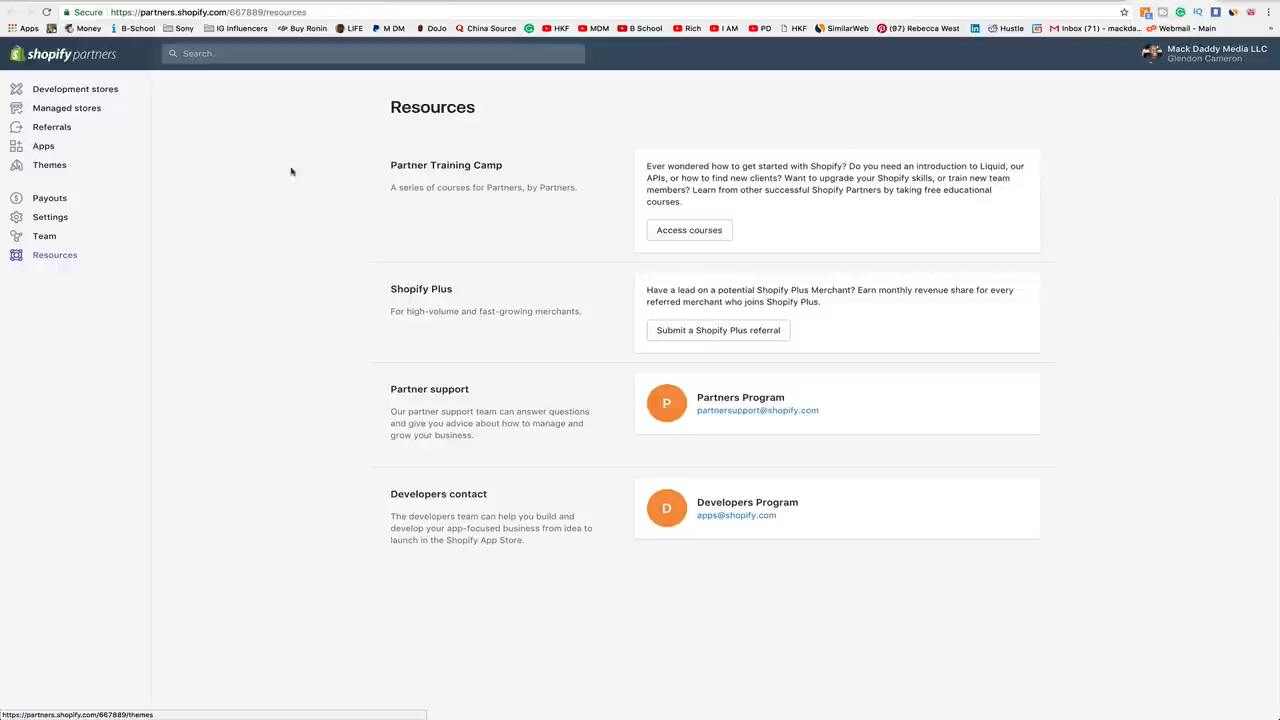 Secure https://partners.shopify.com/667889/resources
Apps Money B-School Sony IG Influencers Buy Ronin LIFE M DM DoJo China Source HKF MDM B School Rich I AM PD HKF SimilarWeb (97) Rebecca West Hustle Inbox (71) - mackda... Webmail - Main »
shopify partners
Search...
Mack Daddy Media LLC
Glendon Cameron
Development stores
Managed stores
Referrals
Apps
Themes
Payouts
Settings
Team
Resources
Resources
Partner Training Camp
A series of courses for Partners, by Partners.
Ever wondered how to get started with Shopify? Do you need an introduction to Liquid, our
APIs, or how to find new clients? Want to upgrade your Shopify skills, or train new team
members? Learn from other successful Shopify Partners by taking free educational
courses.
Access courses
Shopify Plus
For high-volume and fast-growing merchants.
Have a lead on a potential Shopify Plus Merchant? Earn monthly revenue share for every
referred merchant who joins Shopify Plus.
Submit a Shopify Plus referral
Partner support
Our partner support team can answer questions
and give you advice about how to manage and
grow your business.
P
Partners Program
partnersupport@shopify.com
Developers contact
The developers team can help you build and
develop your app-focused business from idea to
launch in the Shopify App Store.
D
Developers Program
apps@shopify.com
https://partners.shopify.com/667889/themes